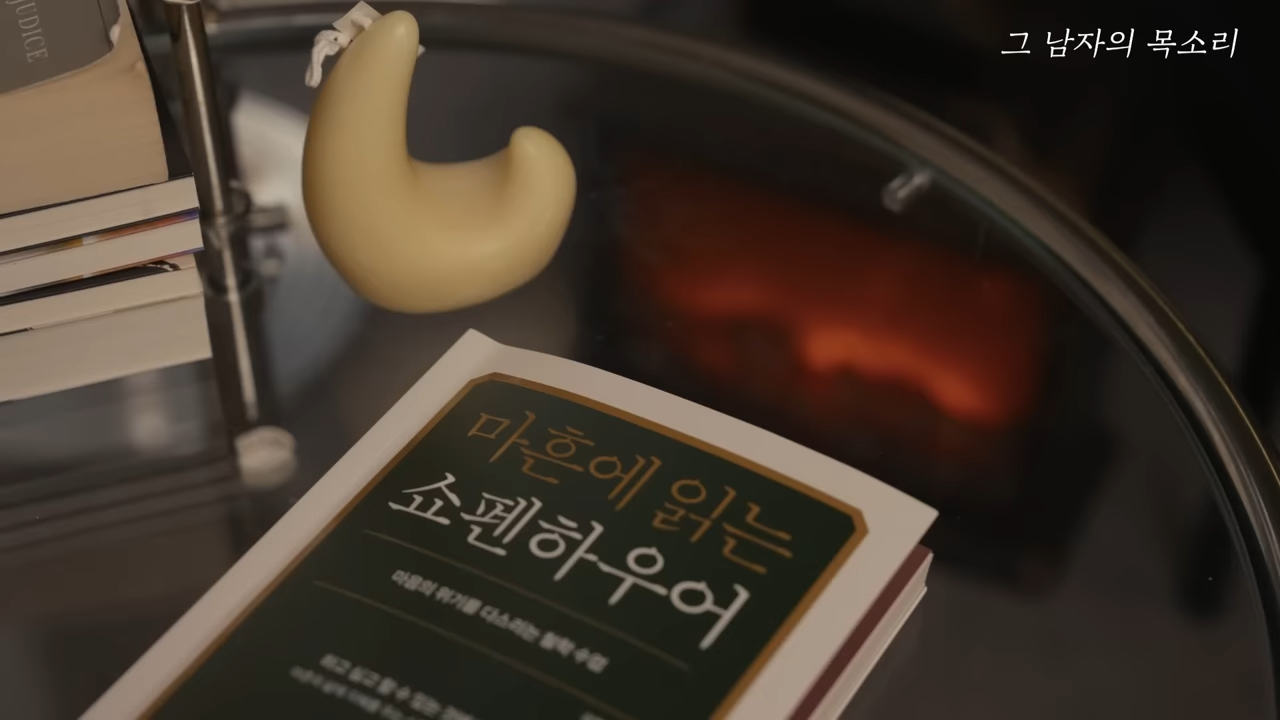 UDICE
그 남자의 목소리
마흔에 읽는
쇼펜하우어
마음의 위기를 다스리는 철학 수업